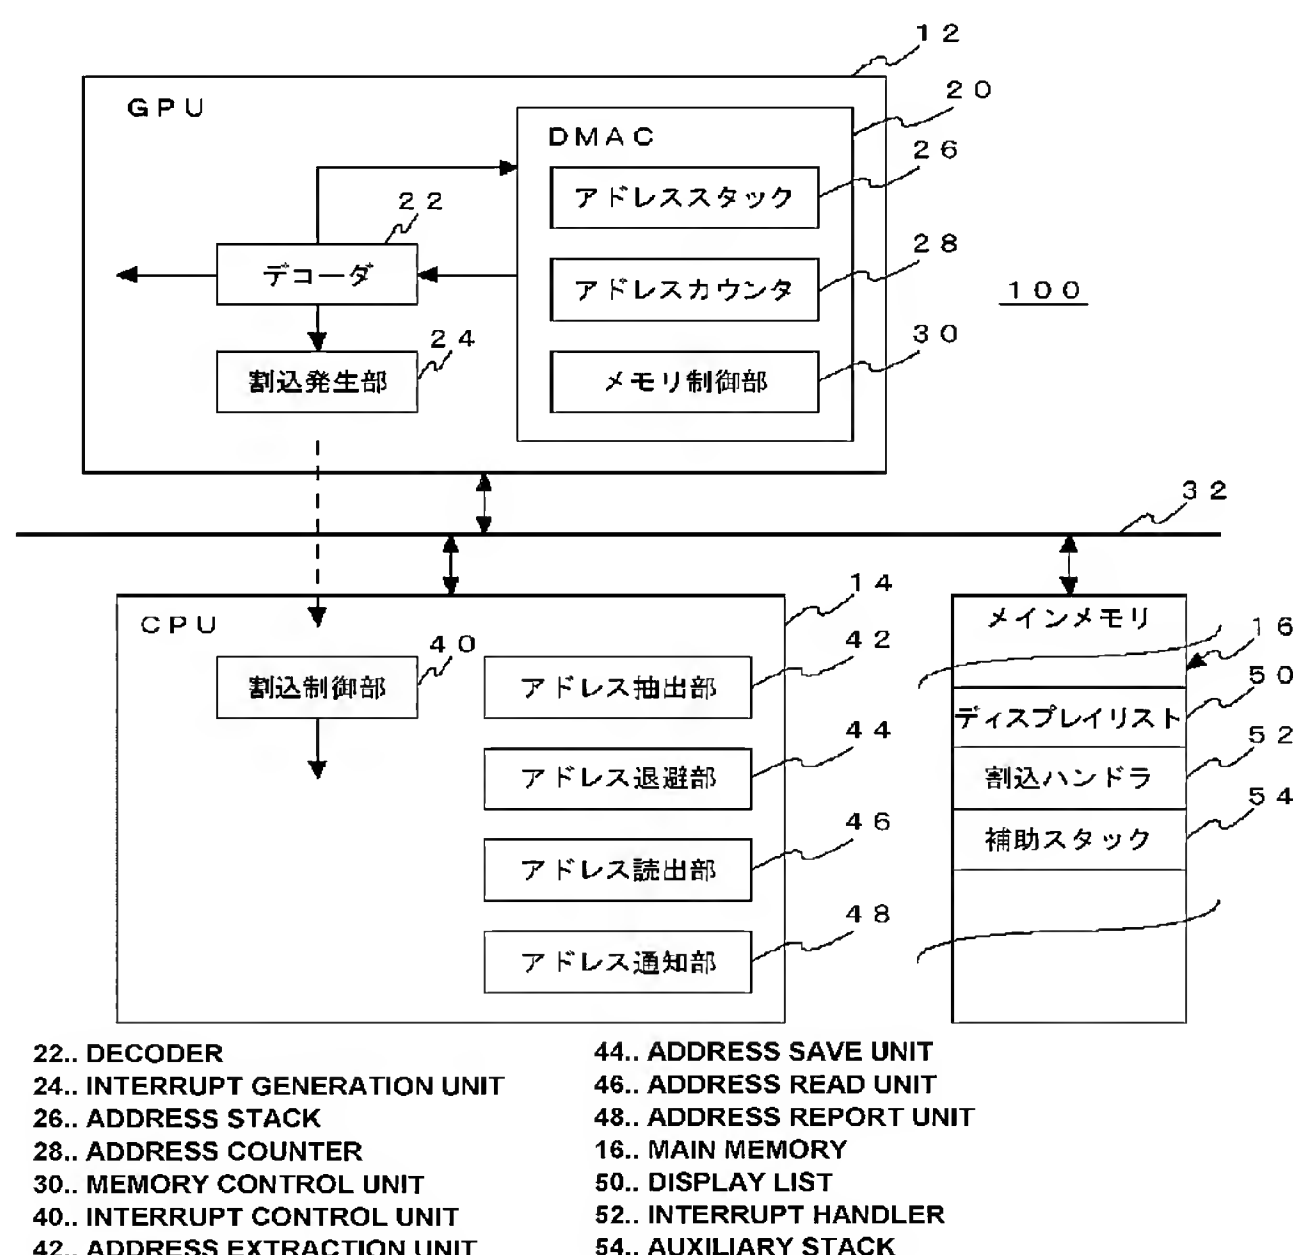 12
GPU
20
DMAC
26
アドレススタック
22
デコーダ
28
アドレスカウンタ
100
24
割込発生部
30
メモリ制御部
32
14
CPU
メインメモリ
16
40
割込制御部
42
アドレス抽出部
50
ディスプレイリスト
44
アドレス退避部
52
割込ハンドラ
54
補助スタック
46
アドレス読出部
48
アドレス通知部
22.. DECODER
24.. INTERRUPT GENERATION UNIT
26.. ADDRESS STACK
28.. ADDRESS COUNTER
30.. MEMORY CONTROL UNIT
40.. INTERRUPT CONTROL UNIT
42.. ADDRESS EXTRACTION UNIT
44.. ADDRESS SAVE UNIT
46.. ADDRESS READ UNIT
48.. ADDRESS REPORT UNIT
16.. MAIN MEMORY
50.. DISPLAY LIST
52.. INTERRUPT HANDLER
54.. AUXILIARY STACK